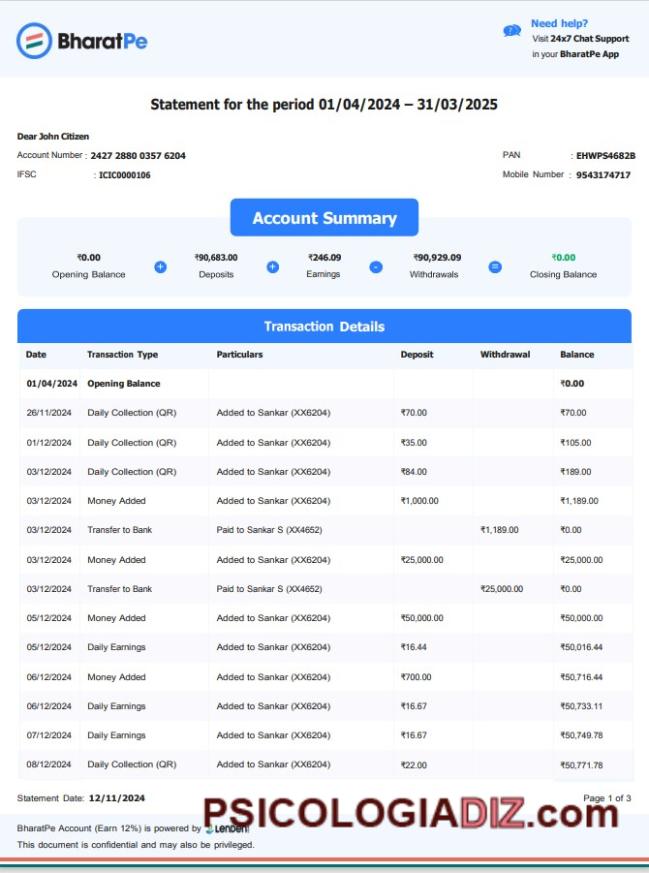 BharatPe
Need help?
Visit 24x7 Chat Support
in your BharatPe App
Statement for the period 01/04/2024 – 31/03/2025
Dear John Citizen
Account Number : 2427 2880 0357 6204
PAN : EHWPS4682B
IFSC : ICIC0000106
Mobile Number : 9543174717
Account Summary
₹0.00 + ₹90,683.00 + ₹246.09 - ₹90,929.09 = ₹0.00
Opening Balance Deposits Earnings Withdrawals Closing Balance
Transaction Details
Date Transaction Type Particulars Deposit Withdrawal Balance
01/04/2024 Opening Balance ₹0.00
26/11/2024 Daily Collection (QR) Added to Sankar (XX6204) ₹70.00 ₹70.00
01/12/2024 Daily Collection (QR) Added to Sankar (XX6204) ₹35.00 ₹105.00
03/12/2024 Daily Collection (QR) Added to Sankar (XX6204) ₹84.00 ₹189.00
03/12/2024 Money Added Added to Sankar (XX6204) ₹1,000.00 ₹1,189.00
03/12/2024 Transfer to Bank Paid to Sankar S (XX4652) ₹1,189.00 ₹0.00
03/12/2024 Money Added Added to Sankar (XX6204) ₹25,000.00 ₹25,000.00
03/12/2024 Transfer to Bank Paid to Sankar S (XX4652) ₹25,000.00 ₹0.00
05/12/2024 Money Added Added to Sankar (XX6204) ₹50,000.00 ₹50,000.00
05/12/2024 Daily Earnings Added to Sankar (XX6204) ₹16.44 ₹50,016.44
06/12/2024 Money Added Added to Sankar (XX6204) ₹700.00 ₹50,716.44
06/12/2024 Daily Earnings Added to Sankar (XX6204) ₹16.67 ₹50,733.11
07/12/2024 Daily Earnings Added to Sankar (XX6204) ₹16.67 ₹50,749.78
08/12/2024 Daily Collection (QR) Added to Sankar (XX6204) ₹22.00 ₹50,771.78
Statement Date: 12/11/2024
Page 1 of 3
PSICOLOGIADIZ.com
BharatPe Account (Earn 12%) is powered by LenDen
This document is confidential and may also be privileged.